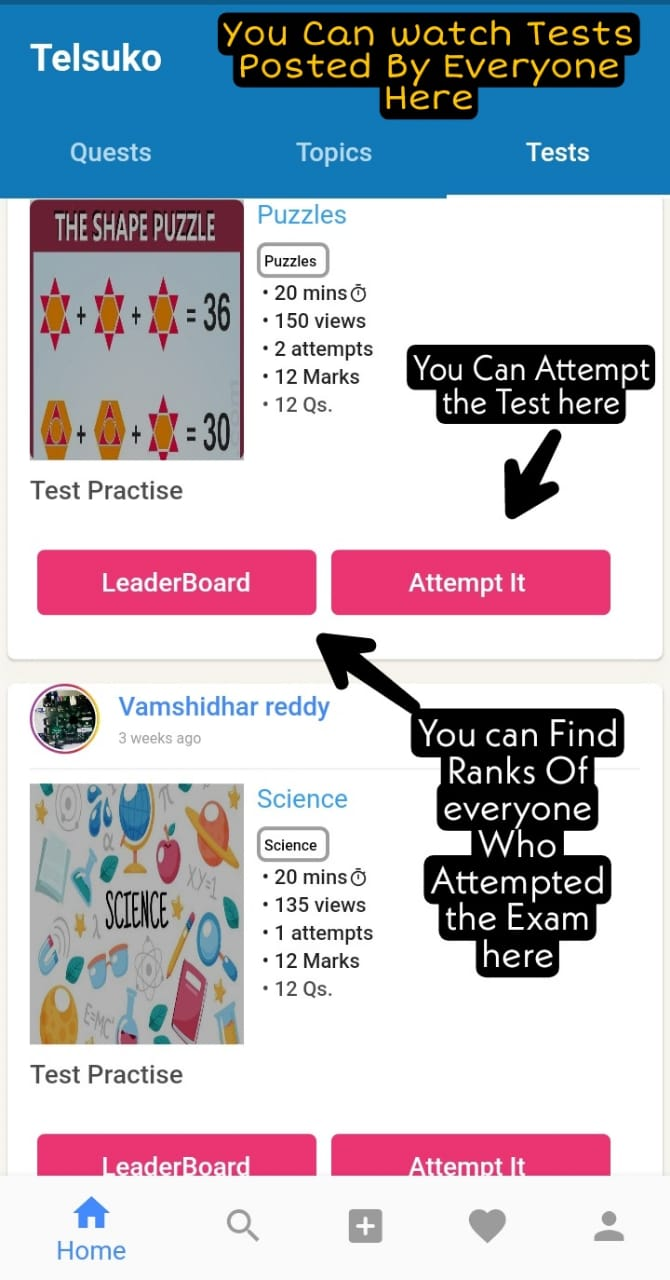 Telsuko
You Can watch Tests
Posted By Everyone
Here
Quests
Topics
Tests
THE SHAPE PUZZLE
+ + = 36
+ + = 30
Puzzles
Puzzles
• 20 mins
• 150 views
• 2 attempts
• 12 Marks
• 12 Qs.
You Can Attempt
the Test here
Test Practise
LeaderBoard
Attempt It
Vamshidhar reddy
3 weeks ago
You can Find
Ranks Of
everyone
Who
Attempted
the Exam
here
SCIENCE
XY=1
E=MC²
π
α
λ
Science
Science
• 20 mins
• 135 views
• 1 attempts
• 12 Marks
• 12 Qs.
Test Practise
LeaderBoard
Attempt It
Home